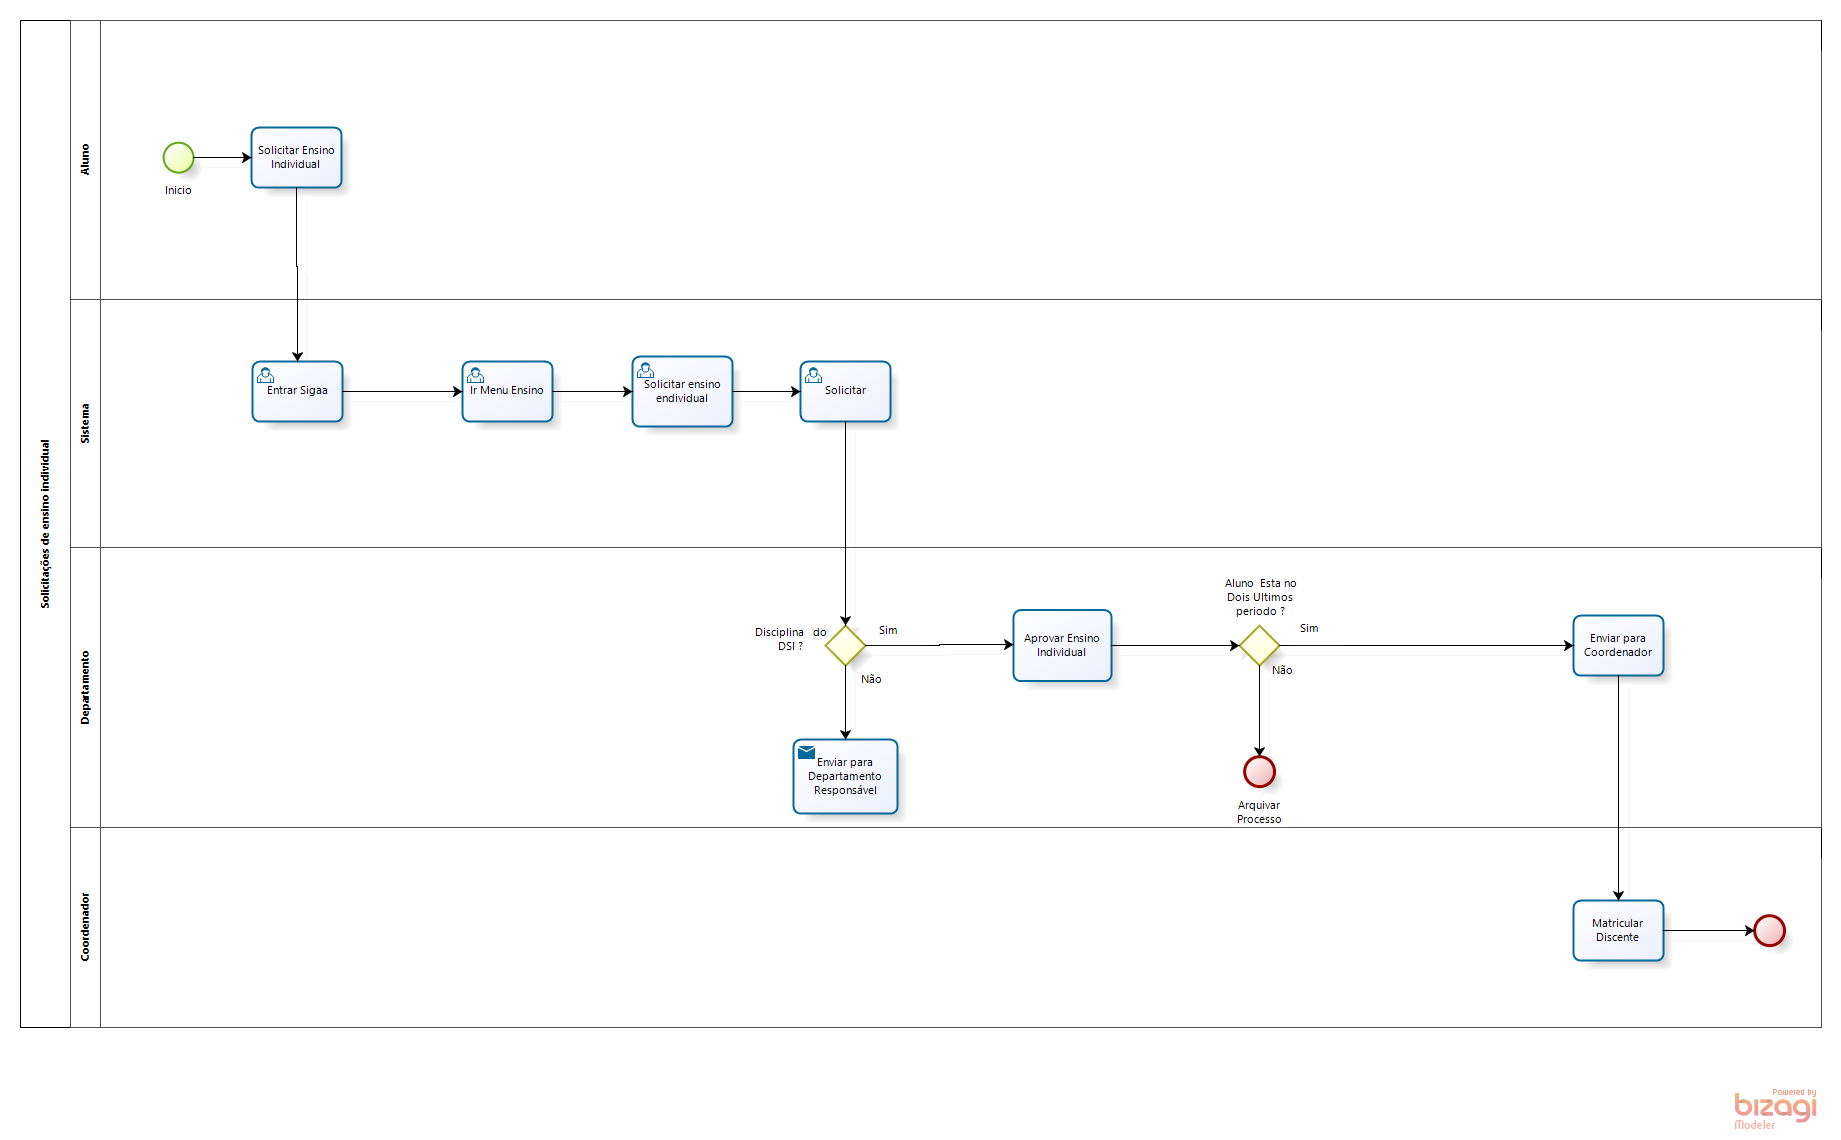 Solicitações de ensino individual
Aluno
Inicio
Solicitar Ensino
Individual
Sistema
Entrar Sigaa
Ir Menu Ensino
Solicitar ensino
endividual
Solicitar
Departamento
Disciplina do
DSI ?
Sim
Não
Enviar para
Departamento
Responsável
Aprovar Ensino
Individual
Aluno Esta no
Dois Ultimos
periodo ?
Sim
Não
Arquivar
Processo
Enviar para
Coordenador
Coordenador
Matricular
Discente
Powered by
bizagi
Modeler